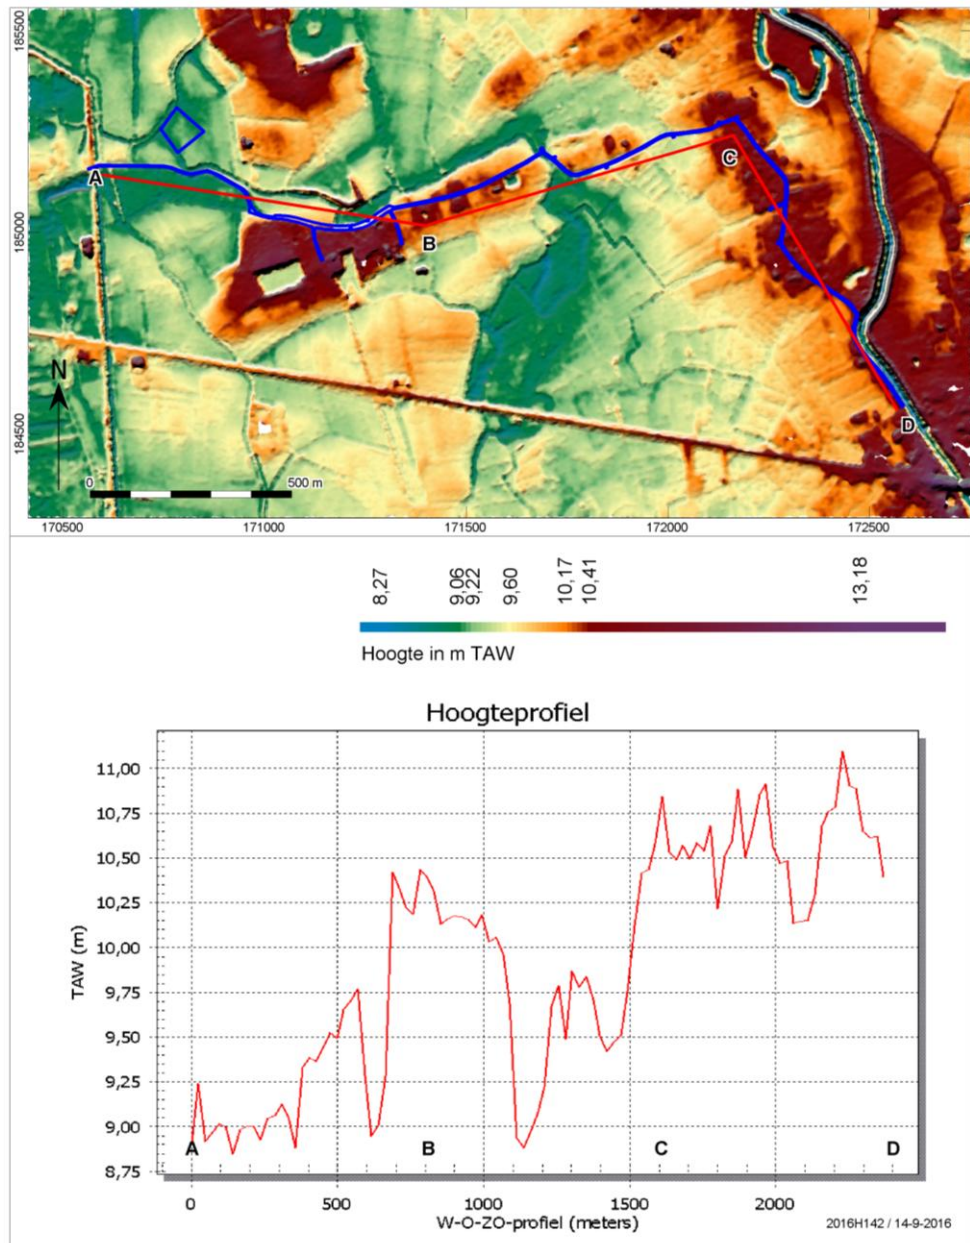 185500
185000
184500
A
B
C
D
N
0 500 m
170500 171000 171500 172000 172500
8,27 9,06 9,22 9,60 10,17 10,41 13,18
Hoogte in m TAW
Hoogteprofiel
TAW (m)
11,00
10,75
10,50
10,25
10,00
9,75
9,50
9,25
9,00
8,75
A B C D
0 500 1000 1500 2000
W-O-ZO-profiel (meters)
2016H142 / 14-9-2016